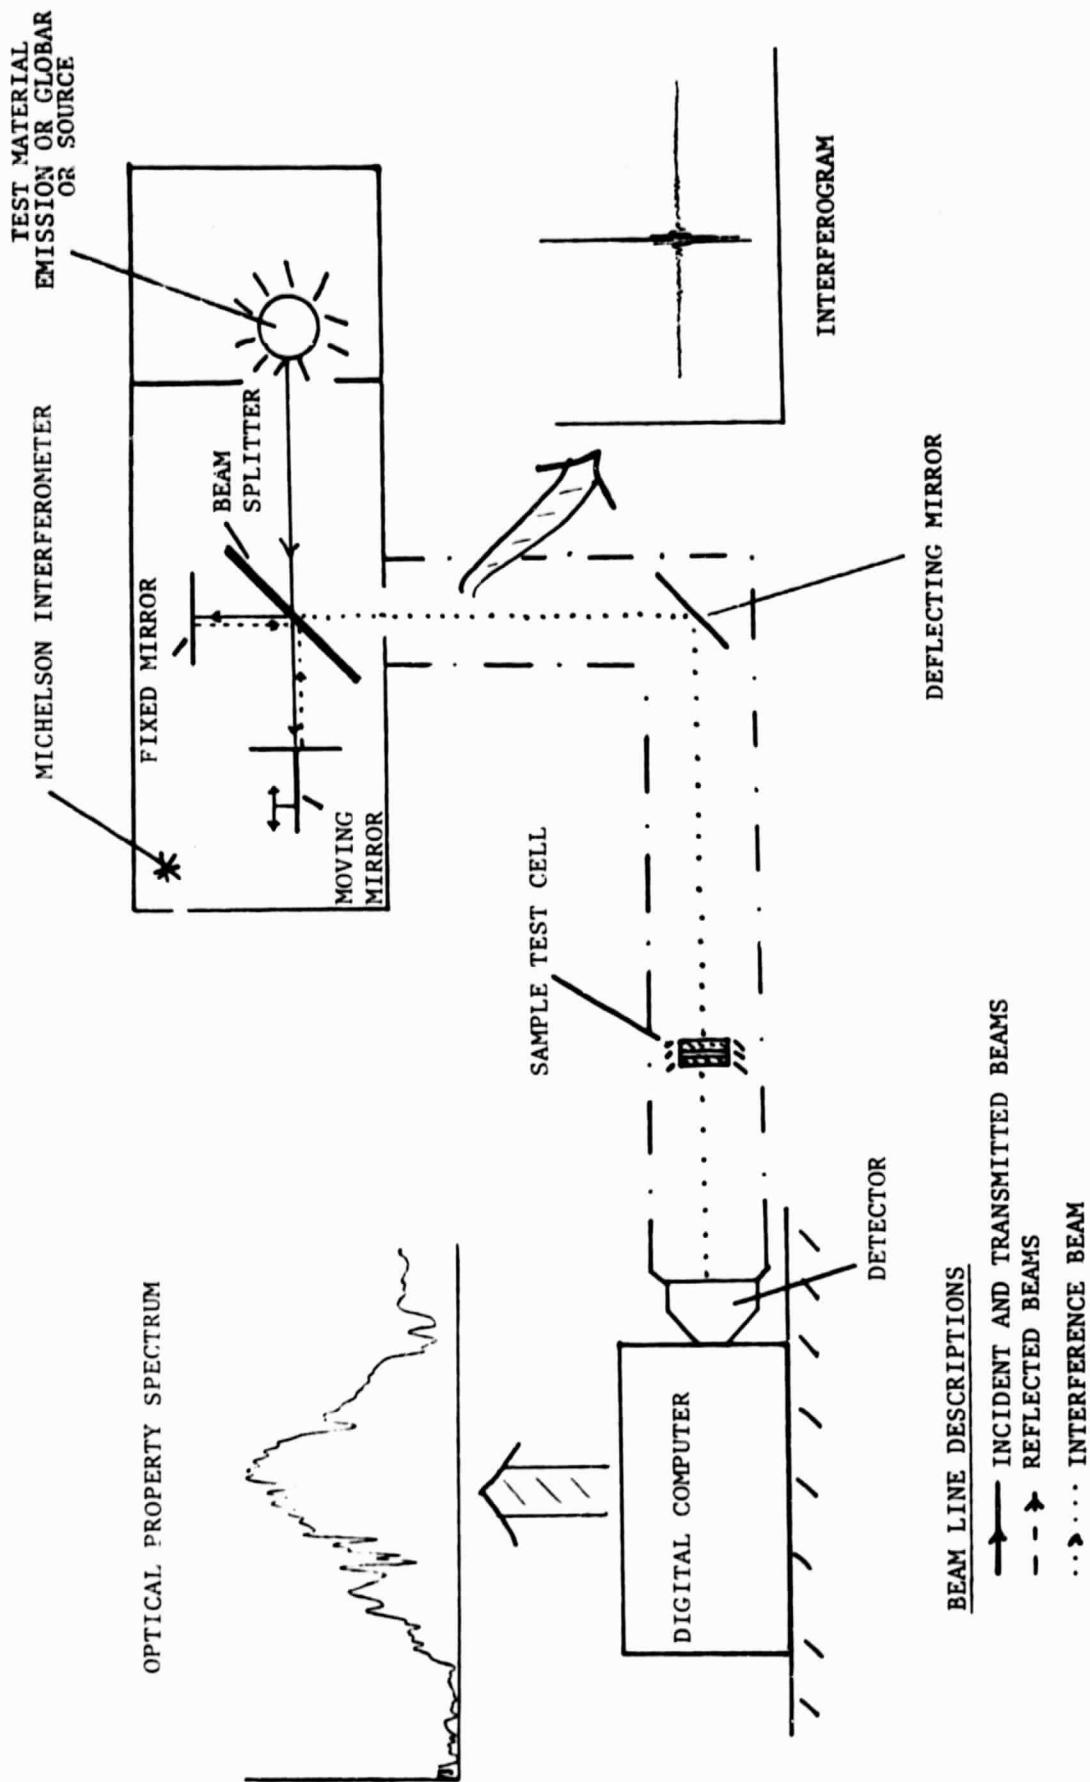 OPTICAL PROPERTY SPECTRUM
MICHELSON INTERFEROMETER
TEST MATERIAL
EMISSION OR GLOBAR
OR SOURCE
FIXED MIRROR
BEAM
SPLITTER
MOVING
MIRROR
SAMPLE TEST CELL
DIGITAL COMPUTER
DETECTOR
DEFLECTING MIRROR
INTERFEROGRAM
BEAM LINE DESCRIPTIONS
INCIDENT AND TRANSMITTED BEAMS
REFLECTED BEAMS
INTERFERENCE BEAM